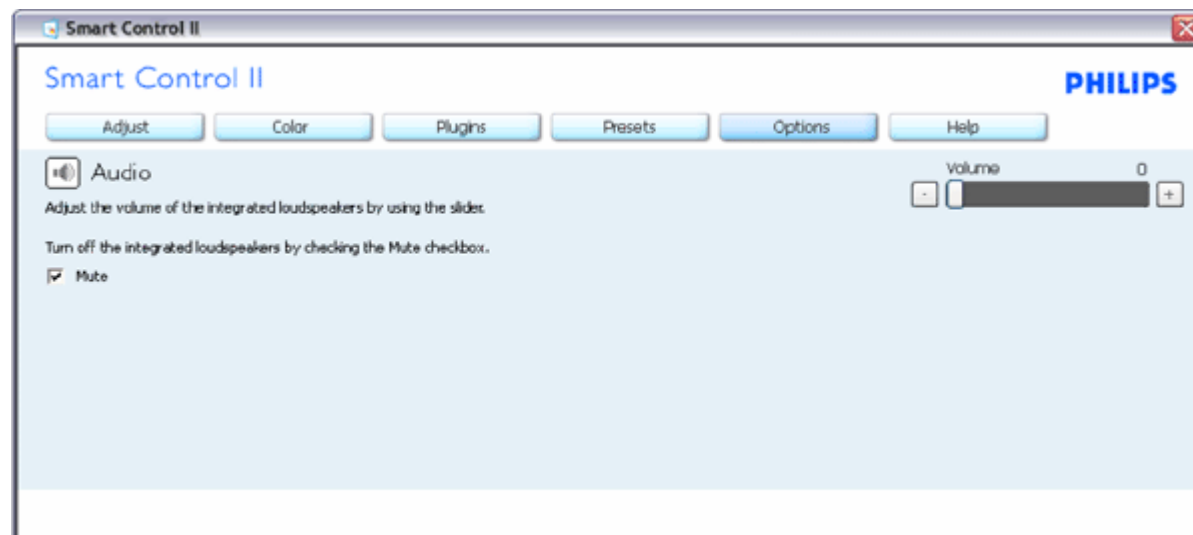 Smart Control II
Smart Control II
PHILIPS
Adjust Color Plugins Presets Options Help
Audio
Volume 0
- +
Adjust the volume of the integrated loudspeakers by using the slider.
Turn off the integrated loudspeakers by checking the Mute checkbox.
Mute